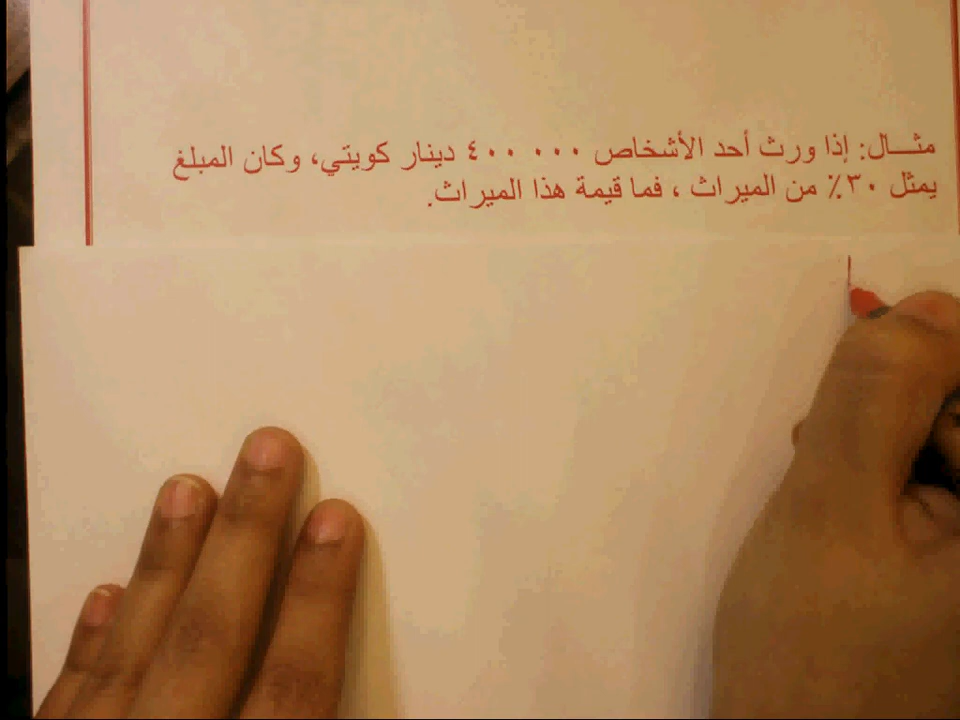 مثـــال: إذا ورث أحد الأشخاص ٤٠٠ ٠٠٠ دينار كويتي، وكان المبلغ
يمثل ٣٠٪ من الميراث ، فما قيمة هذا الميراث.